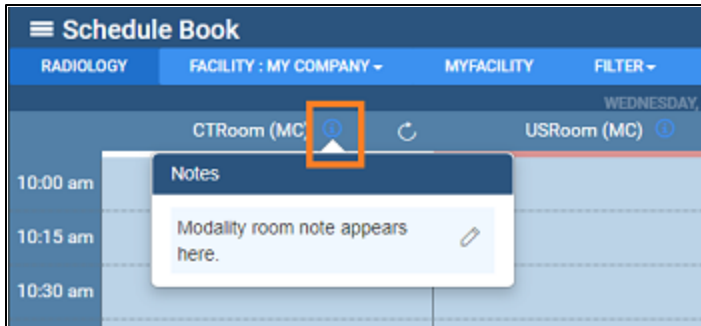 Schedule Book
RADIOLOGY FACILITY : MY COMPANY MYFACILITY FILTER
WEDNESDAY,
CTRoom (MC) USRoom (MC)
Notes
10:00 am
Modality room note appears
here.
10:15 am
10:30 am